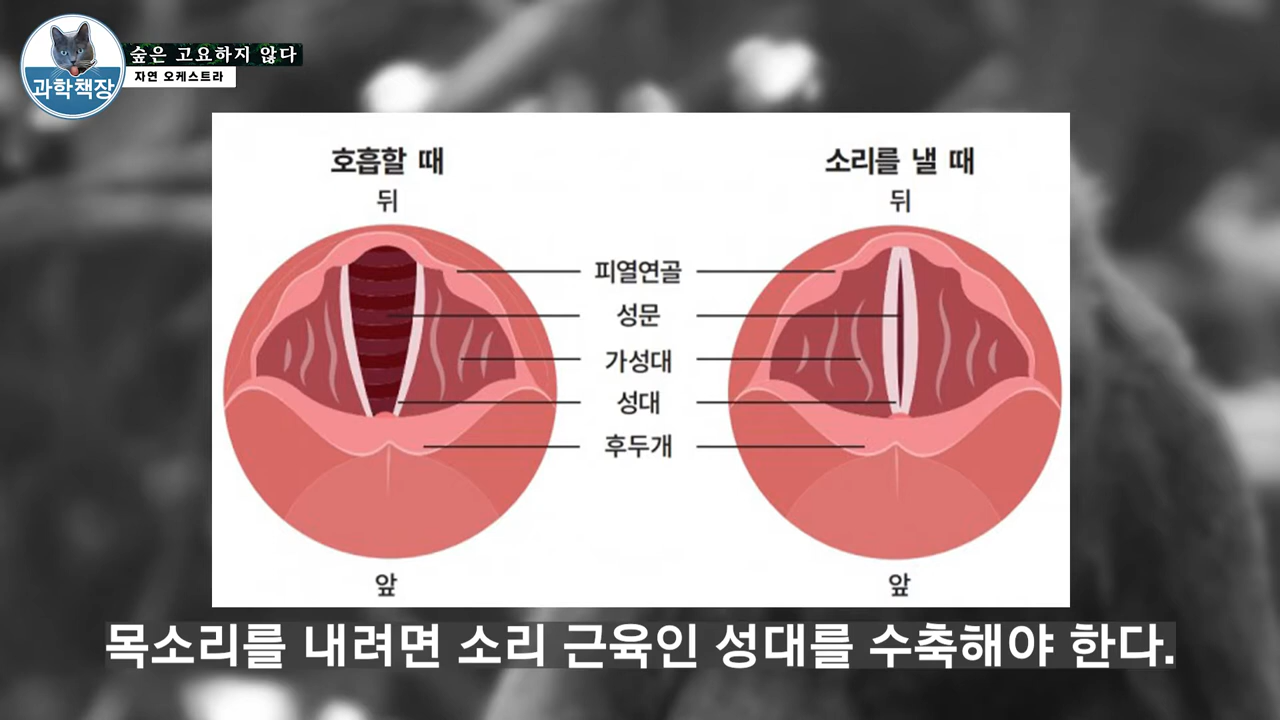 과학책장
숲은 고요하지 않다
자연 오케스트라
호흡할 때
소리를 낼 때
뒤
뒤
피열연골
성문
가성대
성대
후두개
앞
앞
목소리를 내려면 소리 근육인 성대를 수축해야 한다.